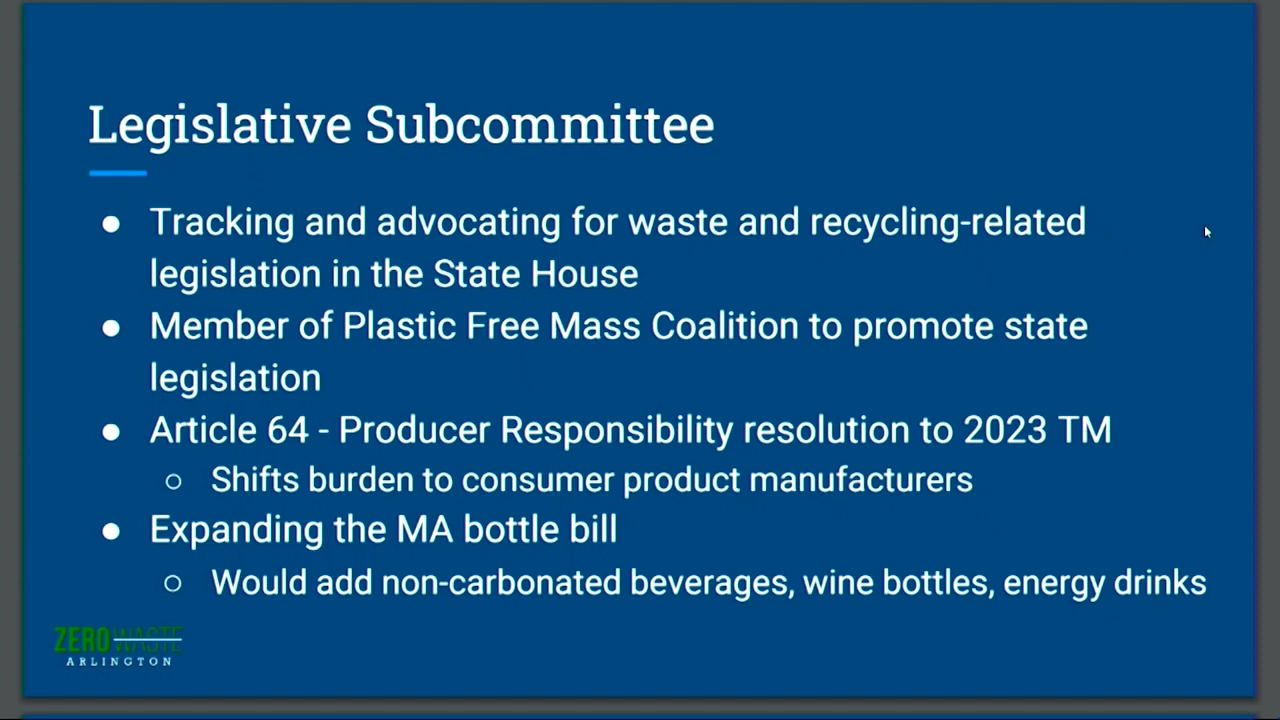 Legislative Subcommittee
● Tracking and advocating for waste and recycling-related
legislation in the State House
● Member of Plastic Free Mass Coalition to promote state
legislation
● Article 64 - Producer Responsibility resolution to 2023 TM
○ Shifts burden to consumer product manufacturers
● Expanding the MA bottle bill
○ Would add non-carbonated beverages, wine bottles, energy drinks
ZERO WASTE
ARLINGTON